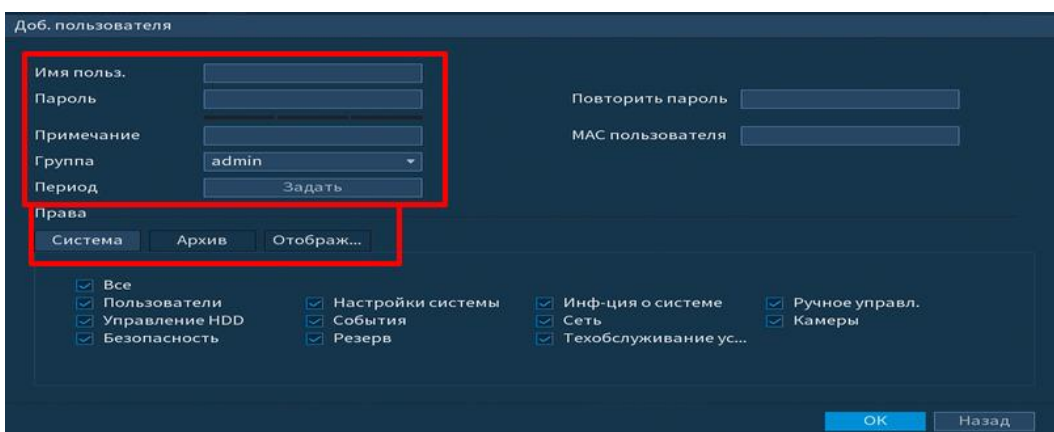 Доб. пользователя
Имя польз.
Пароль Повторить пароль
Примечание MAC пользователя
Группа admin
Период Задать
Права
Система Архив Отображ...
Все
Пользователи Настройки системы Инф-ция о системе Ручное управл.
Управление HDD События Сеть Камеры
Безопасность Резерв Техобслуживание ус...
OK Назад